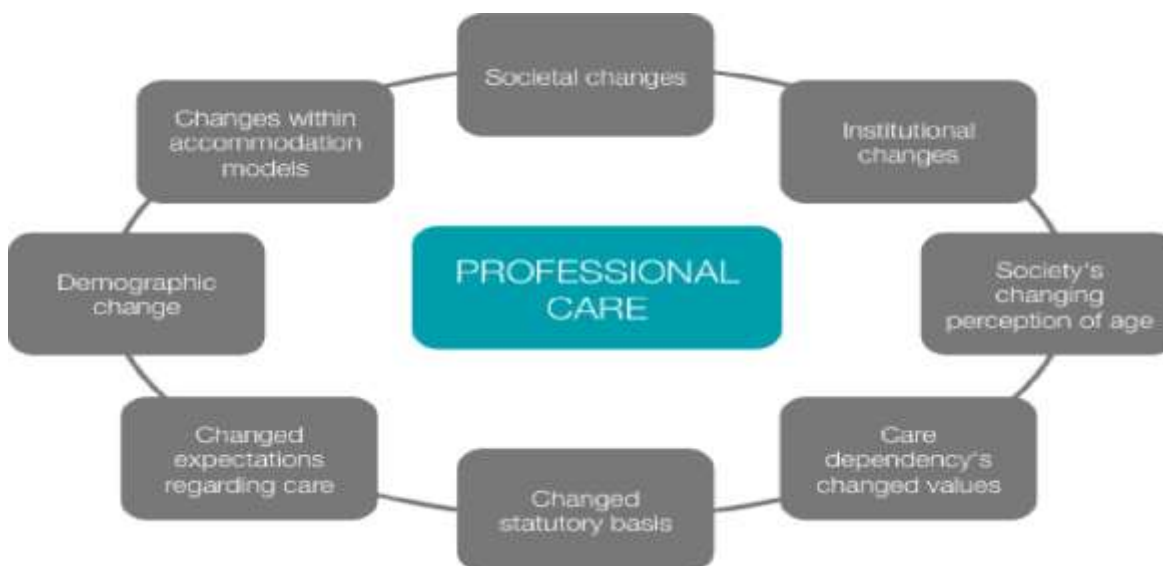 Societal changes
Institutional
changes
Society's
changing
perception of age
Care
dependency's
changed values
Changed
statutory basis
Changed
expectations
regarding care
Demographic
change
Changes within
accommodation
models
PROFESSIONAL
CARE